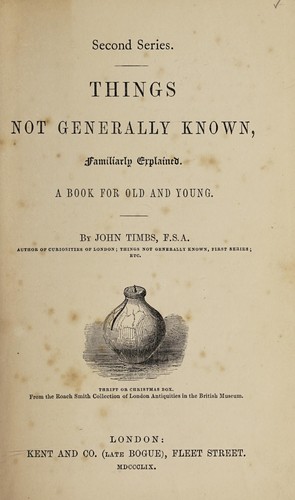 Second Series.
THINGS
NOT GENERALLY KNOWN,
Familiarly Explained.
A BOOK FOR OLD AND YOUNG.
BY JOHN TIMBS, F.S.A.
AUTHOR OF CURIOSITIES OF LONDON; THINGS NOT GENERALLY KNOWN, FIRST SERIES;
ETC.
THRIFT OR CHRISTMAS BOX.
From the Roach Smith Collection of London Antiquities in the British Museum.
LONDON:
KENT AND CO. (LATE BOGUE), FLEET STREET.
MDCCCLIX.